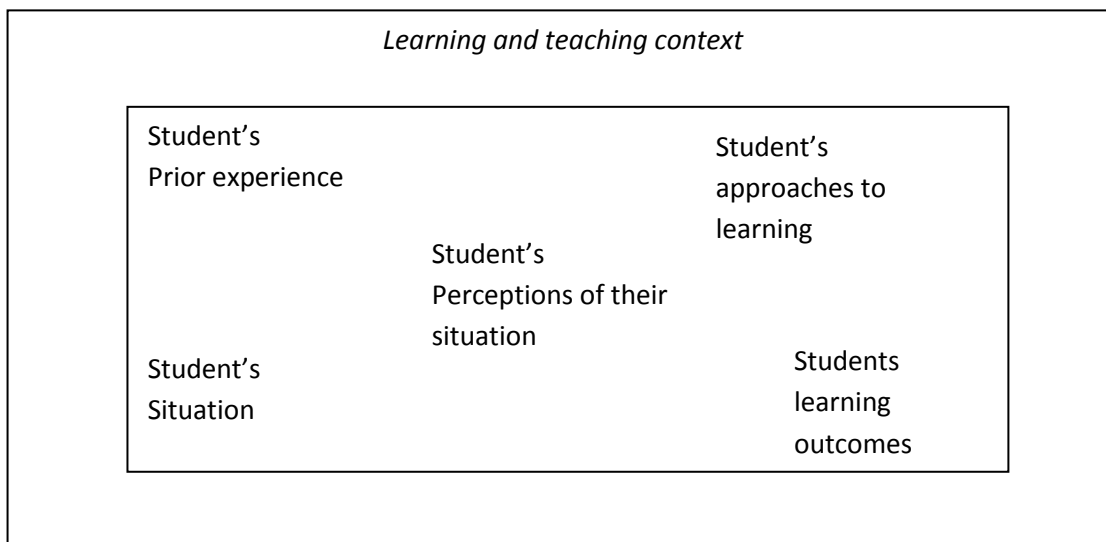 Learning and teaching context
Student’s
Prior experience
Student’s
approaches to
learning
Student’s
Perceptions of their
situation
Student’s
Situation
Students
learning
outcomes